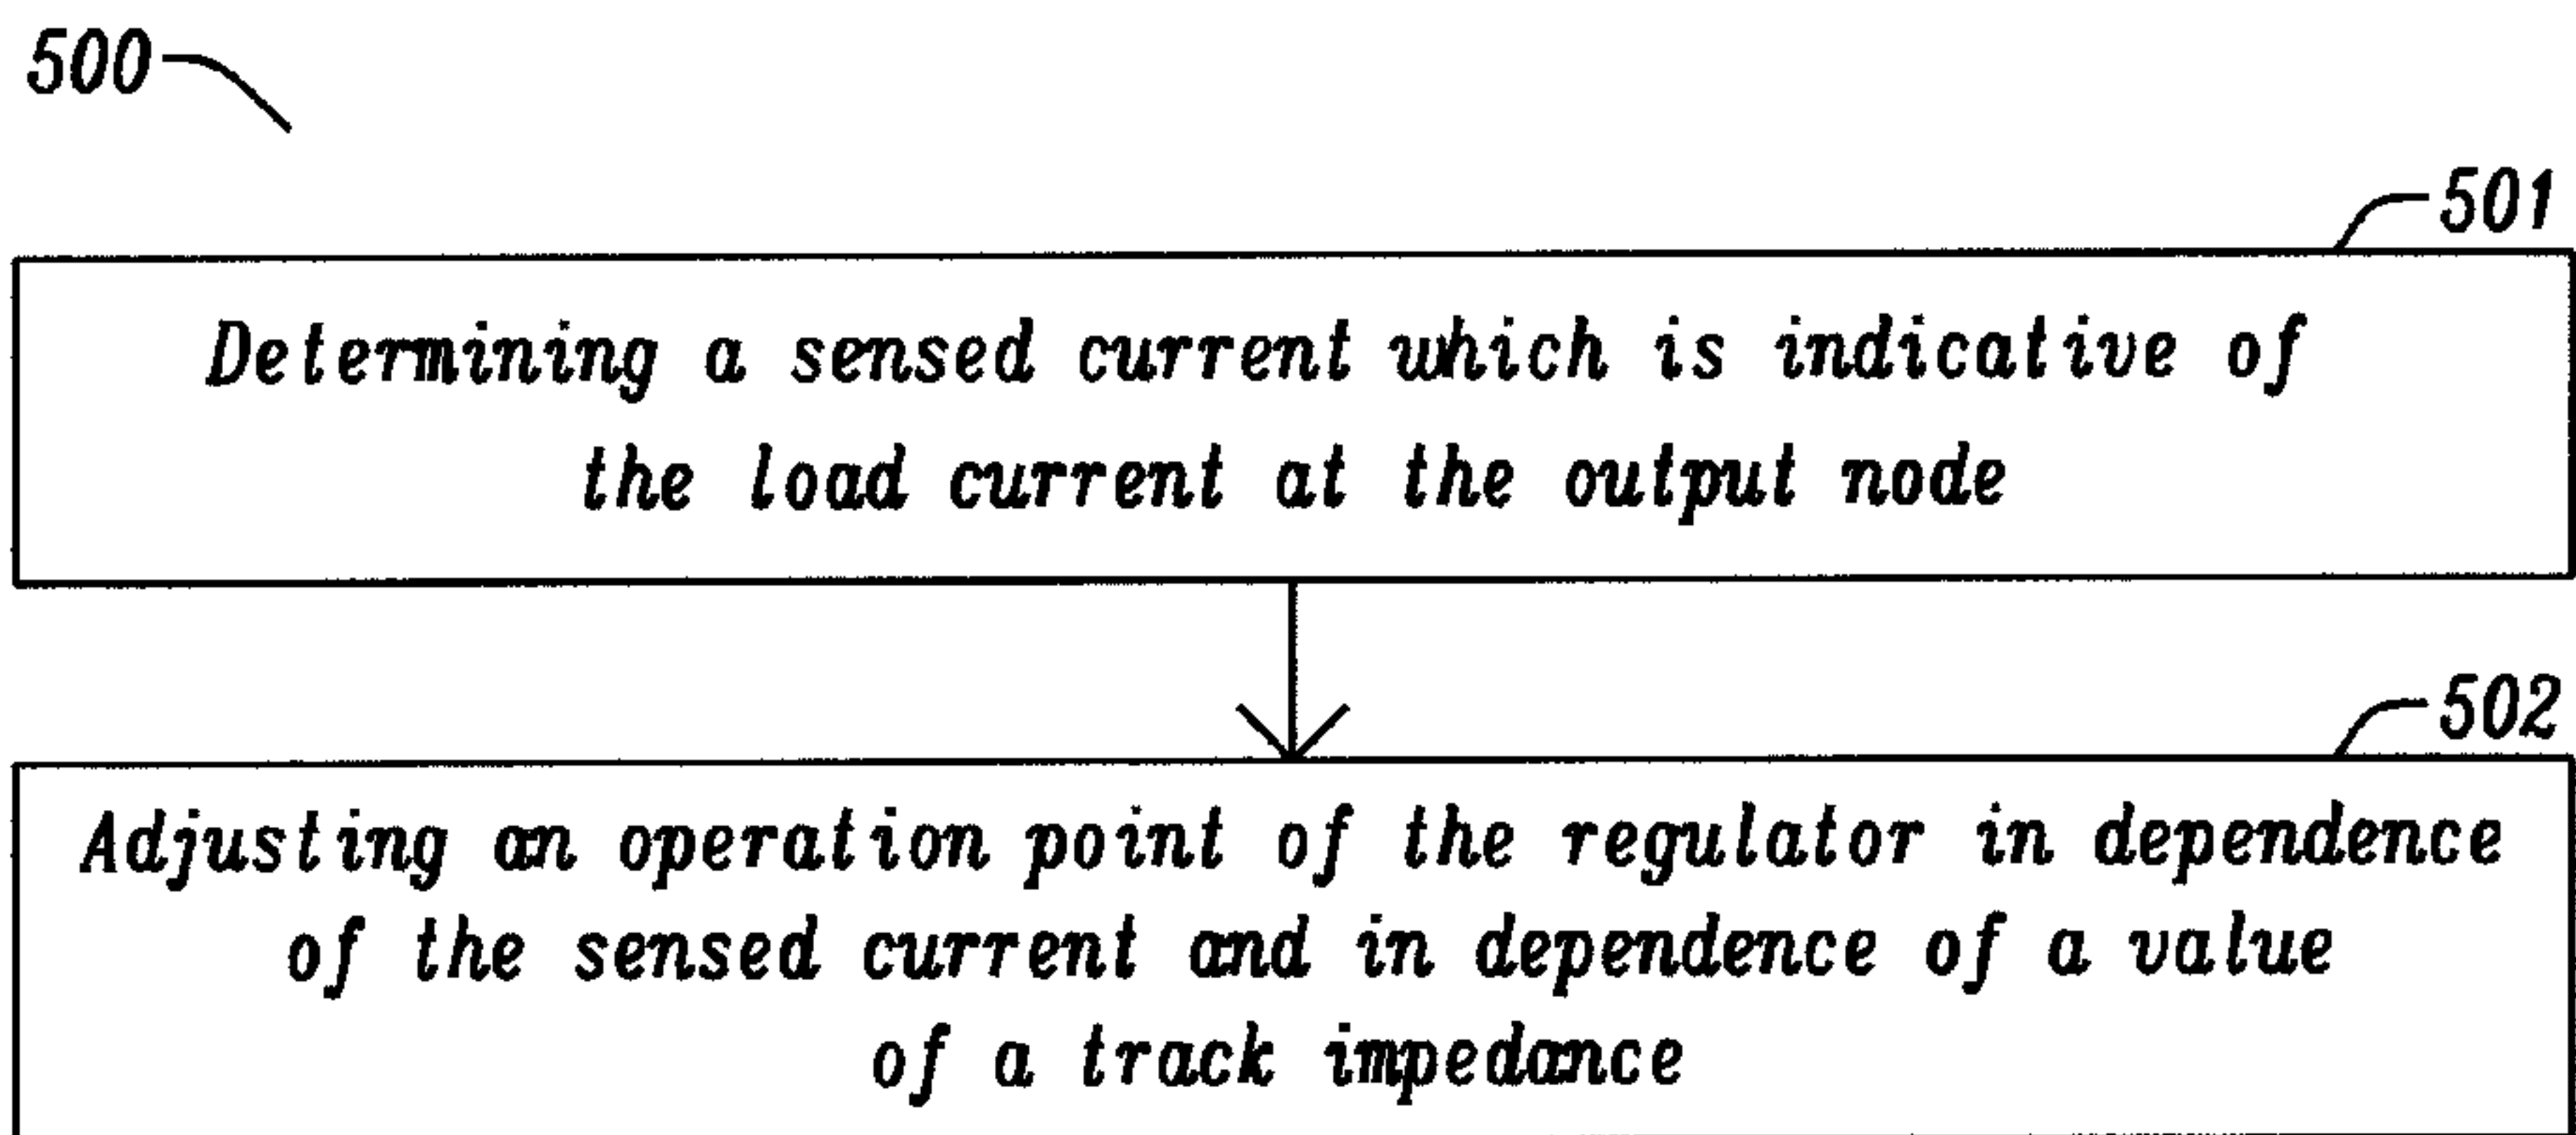 500
501
Determining a sensed current which is indicative of
the load current at the output node
502
Adjusting an operation point of the regulator in dependence
of the sensed current and in dependence of a value
of a track impedance